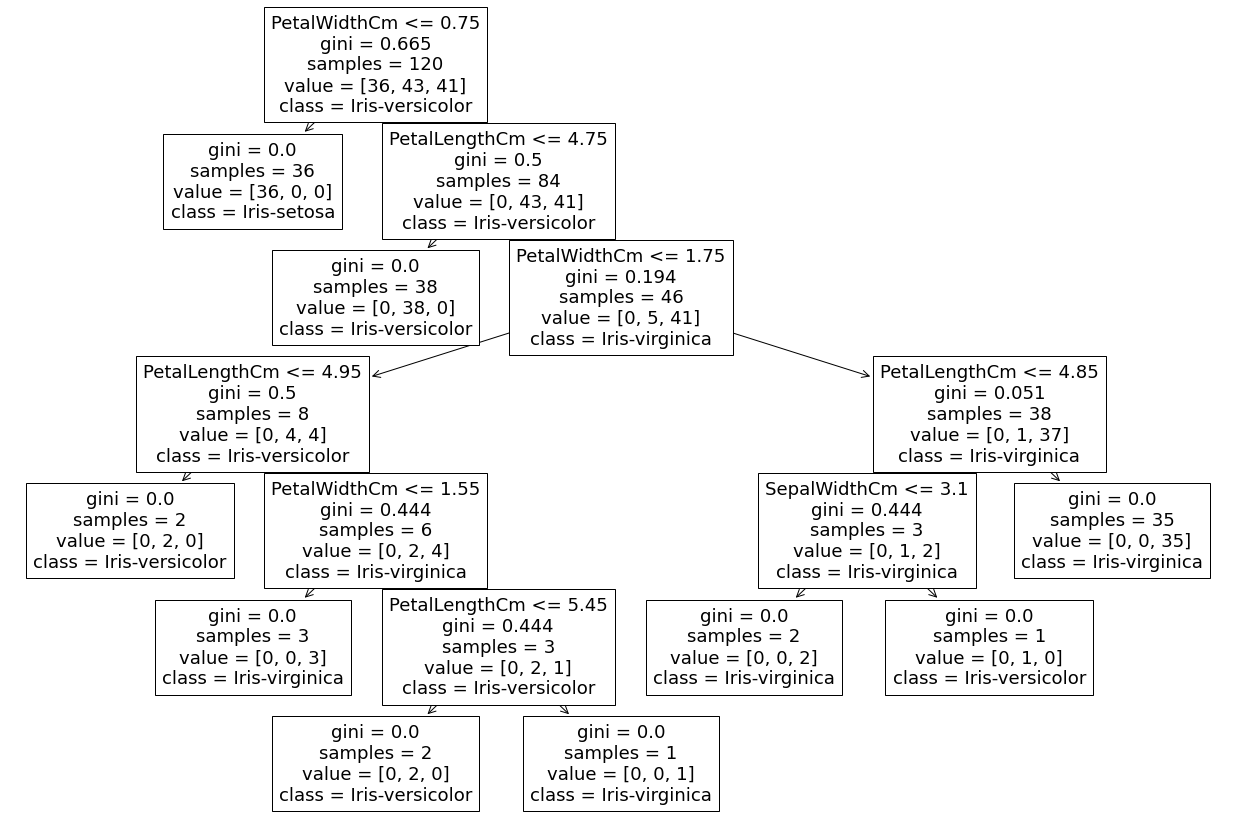 PetalWidthCm <= 0.75
gini = 0.665
samples = 120
value = [36, 43, 41]
class = Iris-versicolor
gini = 0.0
samples = 36
value = [36, 0, 0]
class = Iris-setosa
PetalLengthCm <= 4.75
gini = 0.5
samples = 84
value = [0, 43, 41]
class = Iris-versicolor
gini = 0.0
samples = 38
value = [0, 38, 0]
class = Iris-versicolor
PetalWidthCm <= 1.75
gini = 0.194
samples = 46
value = [0, 5, 41]
class = Iris-virginica
PetalLengthCm <= 4.95
gini = 0.5
samples = 8
value = [0, 4, 4]
class = Iris-versicolor
PetalLengthCm <= 4.85
gini = 0.051
samples = 38
value = [0, 1, 37]
class = Iris-virginica
gini = 0.0
samples = 2
value = [0, 2, 0]
class = Iris-versicolor
PetalWidthCm <= 1.55
gini = 0.444
samples = 6
value = [0, 2, 4]
class = Iris-virginica
SepalWidthCm <= 3.1
gini = 0.444
samples = 3
value = [0, 1, 2]
class = Iris-virginica
gini = 0.0
samples = 35
value = [0, 0, 35]
class = Iris-virginica
gini = 0.0
samples = 3
value = [0, 0, 3]
class = Iris-virginica
PetalLengthCm <= 5.45
gini = 0.444
samples = 3
value = [0, 2, 1]
class = Iris-versicolor
gini = 0.0
samples = 2
value = [0, 0, 2]
class = Iris-virginica
gini = 0.0
samples = 1
value = [0, 1, 0]
class = Iris-versicolor
gini = 0.0
samples = 2
value = [0, 2, 0]
class = Iris-versicolor
gini = 0.0
samples = 1
value = [0, 0, 1]
class = Iris-virginica